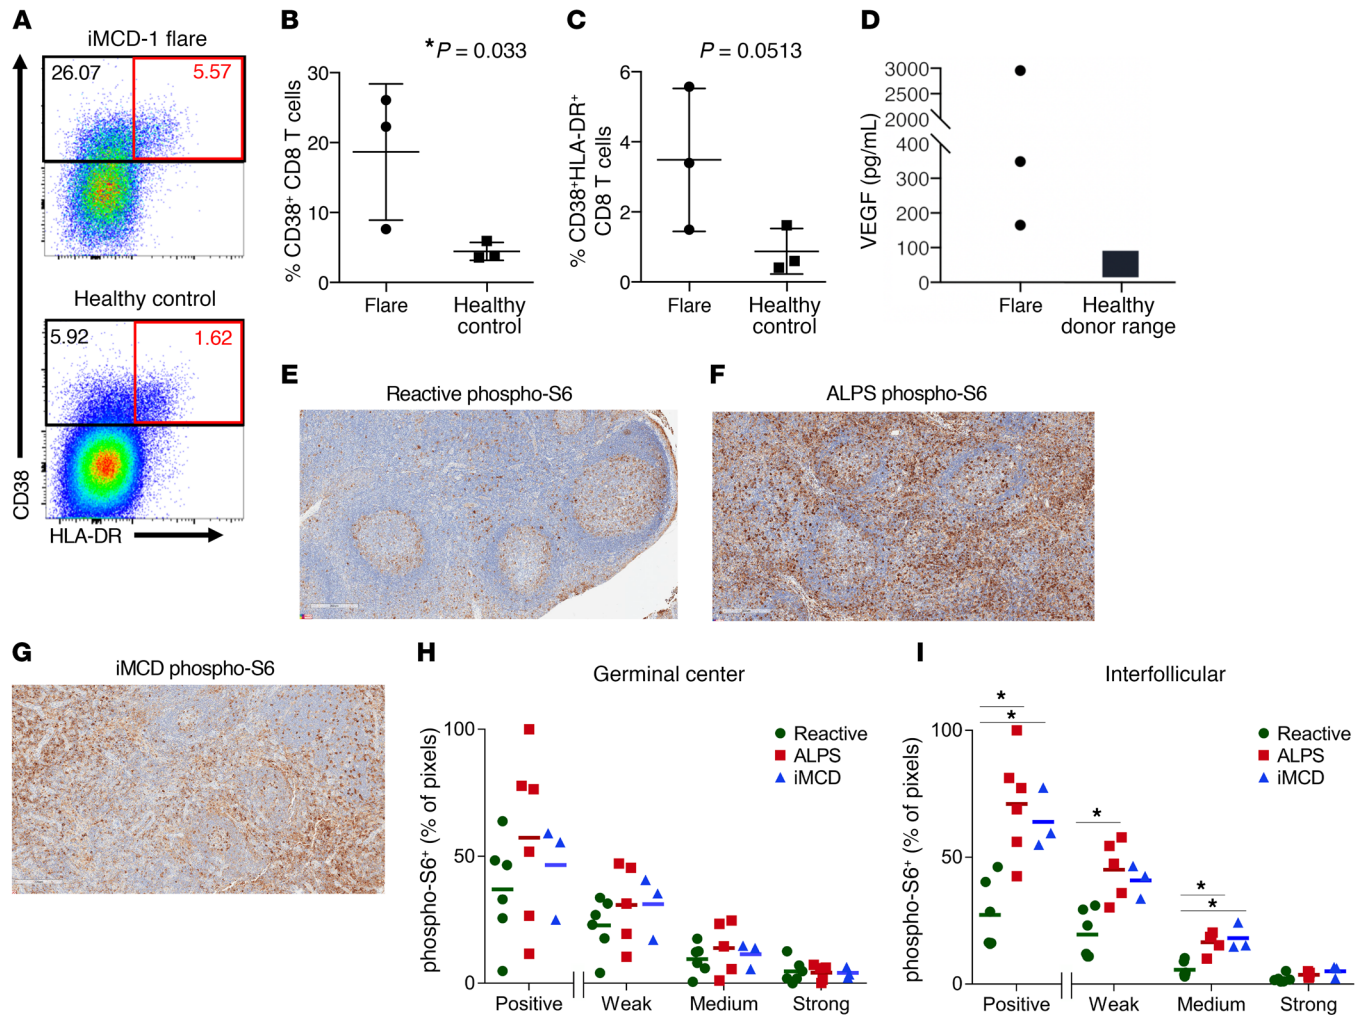 A
iMCD-1 flare
26.07
5.57
Healthy control
5.92
1.62
CD38
HLA-DR
B
*P = 0.033
% CD38+ CD8 T cells
30
20
10
0
Flare
Healthy
control
C
P = 0.0513
% CD38+HLA-DR+
CD8 T cells
6
4
2
0
Flare
Healthy
control
D
VEGF (pg/mL)
3000
2500
2000
400
300
200
100
0
Flare
Healthy
donor range
E
Reactive phospho-S6
F
ALPS phospho-S6
G
iMCD phospho-S6
H
Germinal center
phospho-S6+ (% of pixels)
100
50
0
Reactive
ALPS
iMCD
Positive
Weak
Medium
Strong
I
Interfollicular
phospho-S6+ (% of pixels)
100
50
0
*
*
*
*
*
Reactive
ALPS
iMCD
Positive
Weak
Medium
Strong